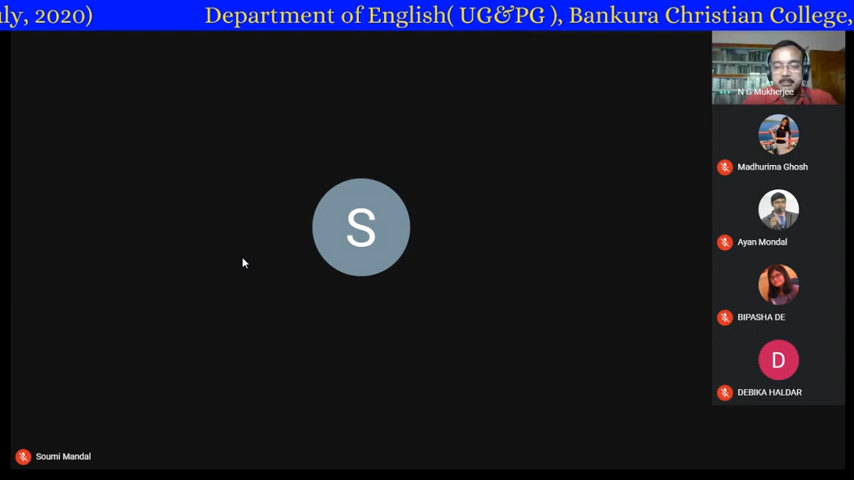 uly, 2020) Department of English( UG&PG ), Bankura Christian College,
N G Mukherjee
Madhurima Ghosh
Ayan Mondal
BIPASHA DE
D
DEBIKA HALDAR
S
Soumi Mandal